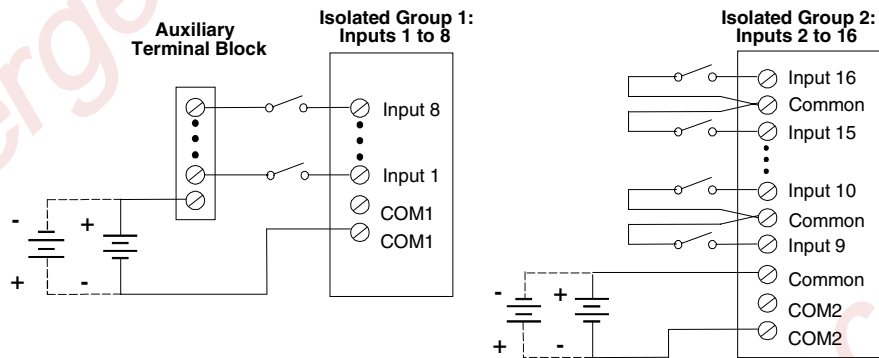 Auxiliary
Terminal Block
Isolated Group 1:
Inputs 1 to 8
Input 8
Input 1
COM1
COM1
-
+
+
-
Isolated Group 2:
Inputs 2 to 16
Input 16
Common
Input 15
Input 10
Common
Input 9
Common
COM2
COM2
-
+
+
-